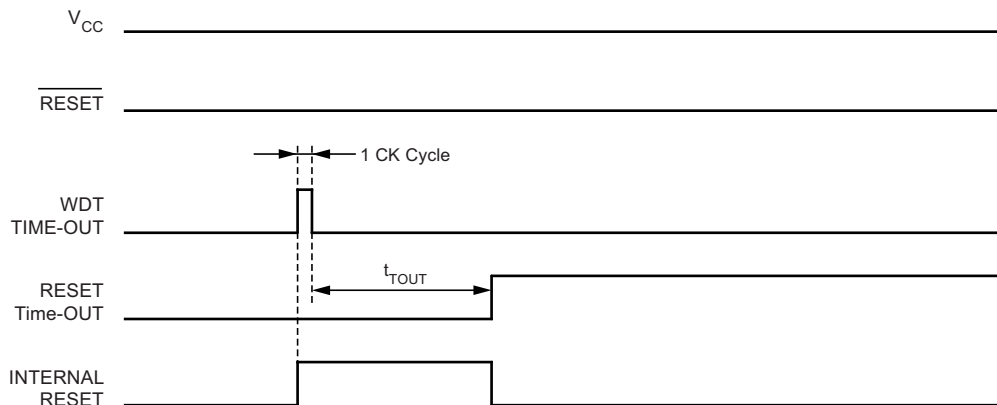 VCC
RESET
1 CK Cycle
WDT
TIME-OUT
tTOUT
RESET
Time-OUT
INTERNAL
RESET